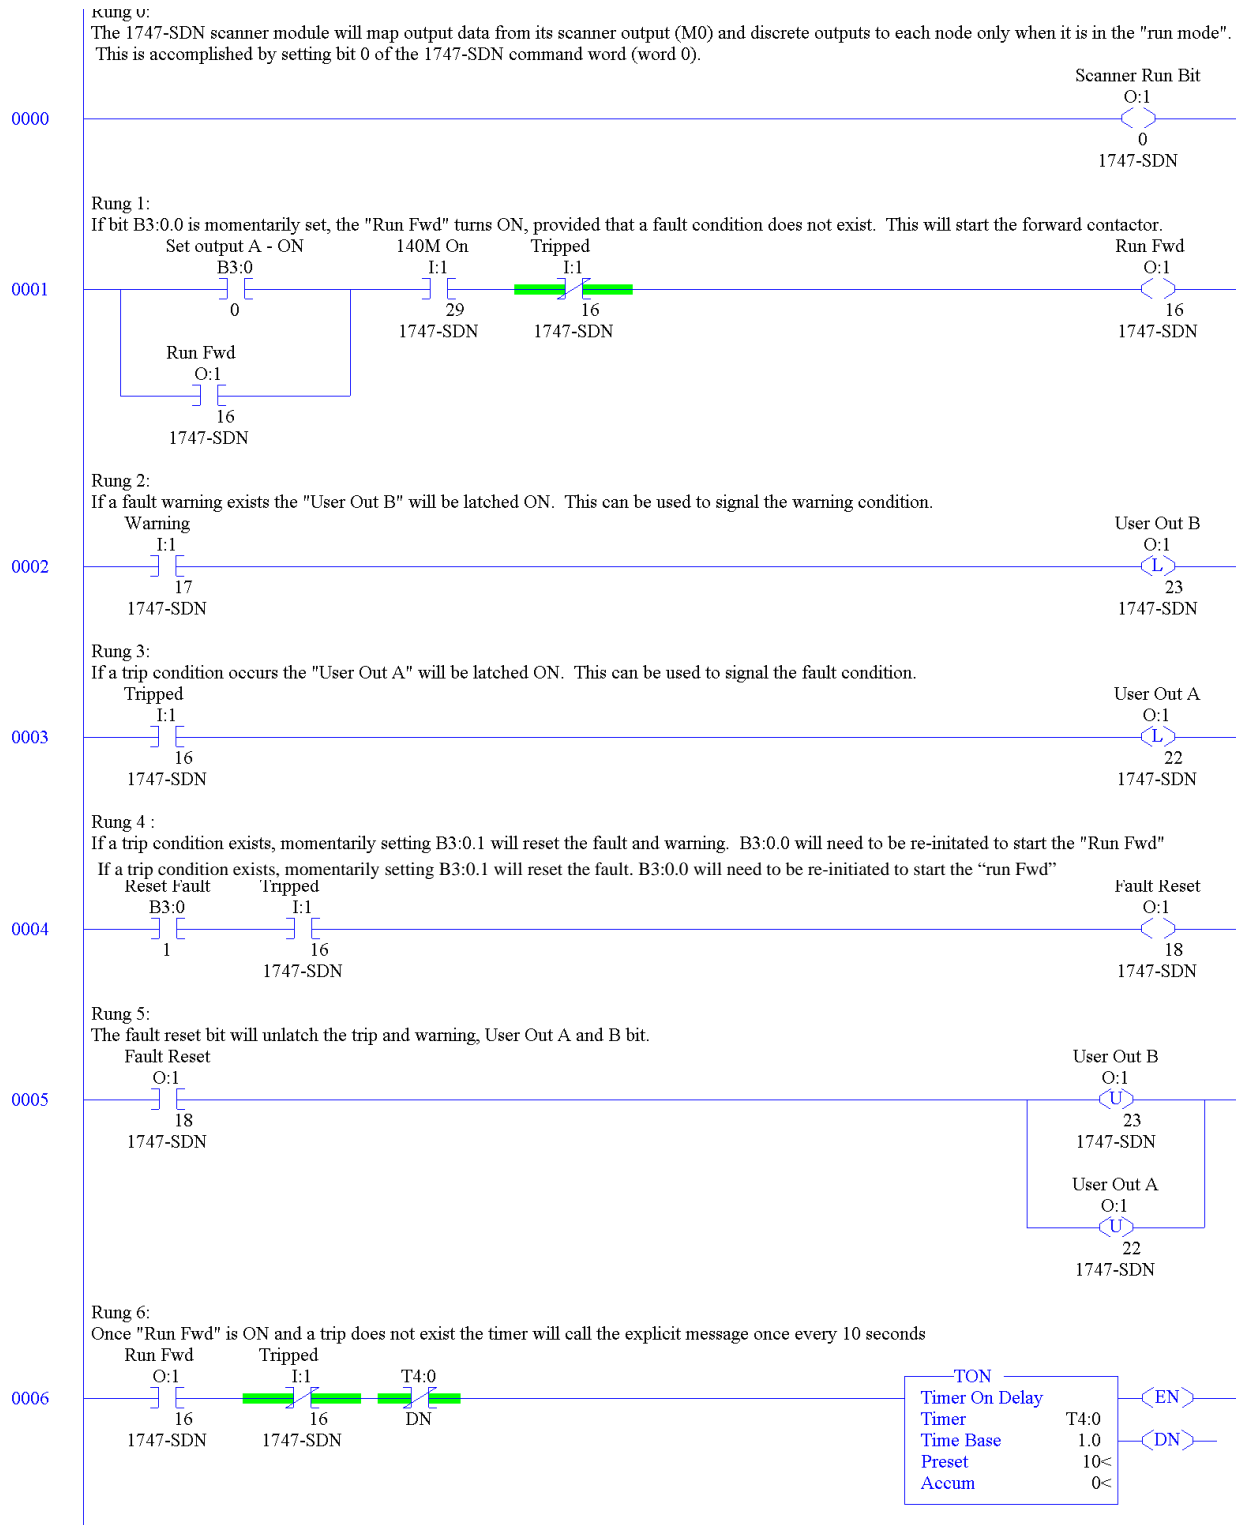 Rung 0:
The 1747-SDN scanner module will map output data from its scanner output (M0) and discrete outputs to each node only when it is in the "run mode".
This is accomplished by setting bit 0 of the 1747-SDN command word (word 0).
Scanner Run Bit
O:1
0000
0
1747-SDN
Rung 1:
If bit B3:0.0 is momentarily set, the "Run Fwd" turns ON, provided that a fault condition does not exist. This will start the forward contactor.
Set output A - ON 140M On Tripped Run Fwd
B3:0 I:1 I:1 O:1
0001
0 29 16 16
1747-SDN 1747-SDN 1747-SDN
Run Fwd
O:1
16
1747-SDN
Rung 2:
If a fault warning exists the "User Out B" will be latched ON. This can be used to signal the warning condition.
Warning User Out B
I:1 O:1
0002 L
17 23
1747-SDN 1747-SDN
Rung 3:
If a trip condition occurs the "User Out A" will be latched ON. This can be used to signal the fault condition.
Tripped User Out A
I:1 O:1
0003 L
16 22
1747-SDN 1747-SDN
Rung 4 :
If a trip condition exists, momentarily setting B3:0.1 will reset the fault and warning. B3:0.0 will need to be re-initated to start the "Run Fwd"
If a trip condition exists, momentarily setting B3:0.1 will reset the fault. B3:0.0 will need to be re-initiated to start the “run Fwd”
Reset Fault Tripped Fault Reset
B3:0 I:1 O:1
0004
1 16 18
1747-SDN 1747-SDN
Rung 5:
The fault reset bit will unlatch the trip and warning, User Out A and B bit.
Fault Reset User Out B
O:1 O:1
0005 U
18 23
1747-SDN 1747-SDN
User Out A
O:1
U
22
1747-SDN
Rung 6:
Once "Run Fwd" is ON and a trip does not exist the timer will call the explicit message once every 10 seconds
Run Fwd Tripped
O:1 I:1 T4:0 TON
0006 Timer On Delay EN
16 16 DN Timer T4:0
1747-SDN 1747-SDN Time Base 1.0 DN
Preset 10<
Accum 0<